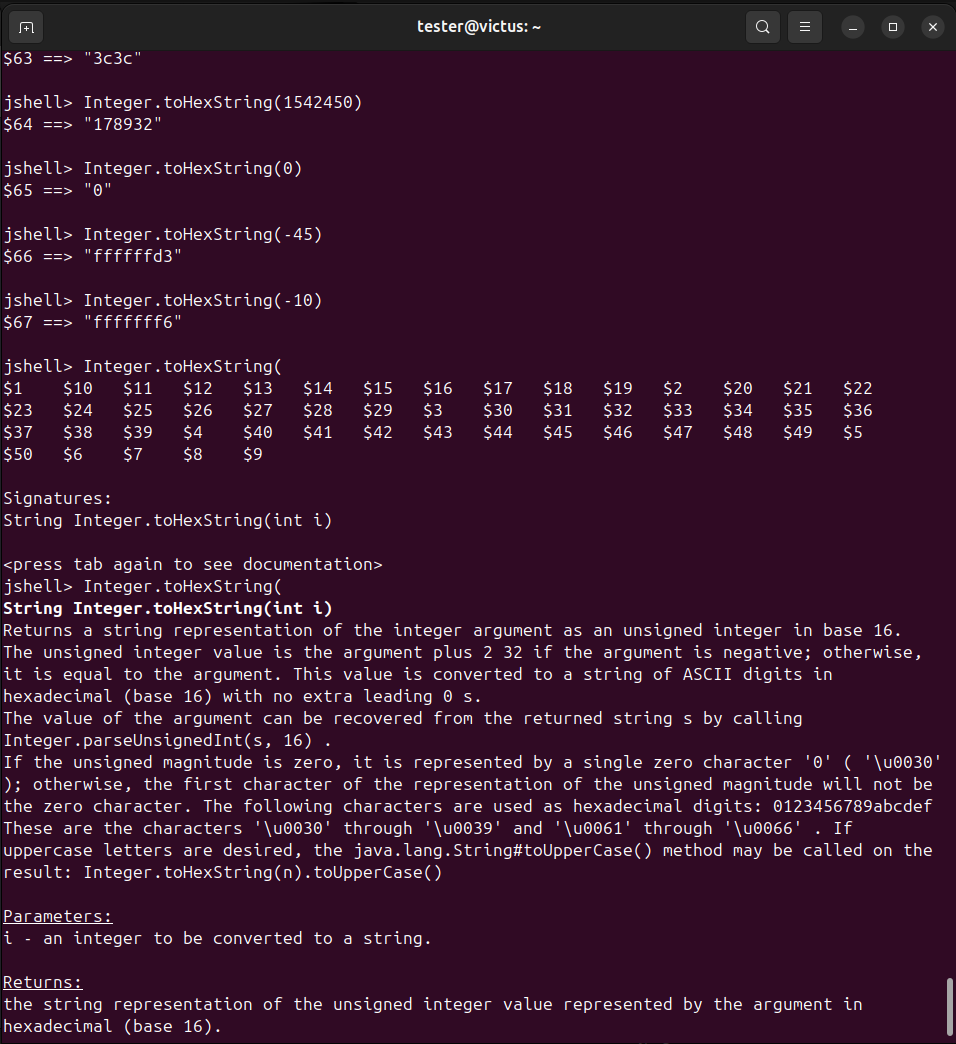 tester@victus: ~
$63 ==> "3c3c"
jshell> Integer.toHexString(1542450)
$64 ==> "178932"
jshell> Integer.toHexString(0)
$65 ==> "0"
jshell> Integer.toHexString(-45)
$66 ==> "ffffffd3"
jshell> Integer.toHexString(-10)
$67 ==> "fffffff6"
jshell> Integer.toHexString(
$1    $10   $11   $12   $13   $14   $15   $16   $17   $18   $19   $2    $20   $21   $22
$23   $24   $25   $26   $27   $28   $29   $3    $30   $31   $32   $33   $34   $35   $36
$37   $38   $39   $4    $40   $41   $42   $43   $44   $45   $46   $47   $48   $49   $5
$50   $6    $7    $8    $9
Signatures:
String Integer.toHexString(int i)
<press tab again to see documentation>
jshell> Integer.toHexString(
String Integer.toHexString(int i)
Returns a string representation of the integer argument as an unsigned integer in base 16.
The unsigned integer value is the argument plus 2 32 if the argument is negative; otherwise,
it is equal to the argument. This value is converted to a string of ASCII digits in
hexadecimal (base 16) with no extra leading 0 s.
The value of the argument can be recovered from the returned string s by calling
Integer.parseUnsignedInt(s, 16) .
If the unsigned magnitude is zero, it is represented by a single zero character '0' ( '\u0030'
); otherwise, the first character of the representation of the unsigned magnitude will not be
the zero character. The following characters are used as hexadecimal digits: 0123456789abcdef
These are the characters '\u0030' through '\u0039' and '\u0061' through '\u0066' . If
uppercase letters are desired, the java.lang.String#toUpperCase() method may be called on the
result: Integer.toHexString(n).toUpperCase()
Parameters:
i - an integer to be converted to a string.
Returns:
the string representation of the unsigned integer value represented by the argument in
hexadecimal (base 16).